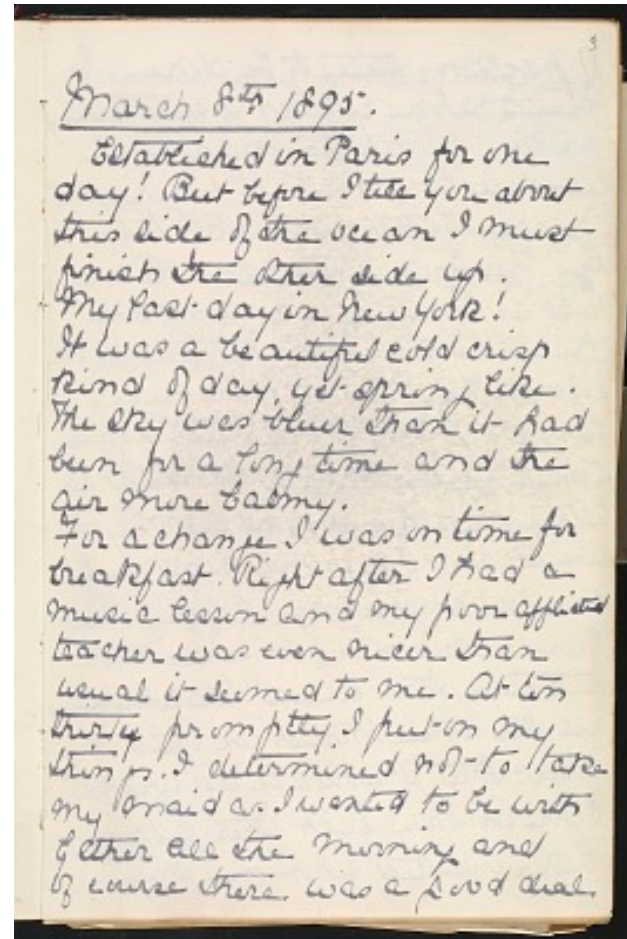 3
March 8th 1895.
Established in Paris for one
day! But before I tell you about
this side of the ocean I must
finish the other side up.
My last day in New York!
It was a beautiful cold crisp
kind of day, yet spring like.
The sky was bluer than it had
been for a long time and the
air more balmy.
For a change I was on time for
breakfast. Right after I had a
music lesson and my poor afflicted
teacher was even nicer than
usual it seemed to me. At ten
thirty promptly I put on my
things. I determined not to take
my maid as I wanted to be with
Esther all the morning and
of course there was a good deal